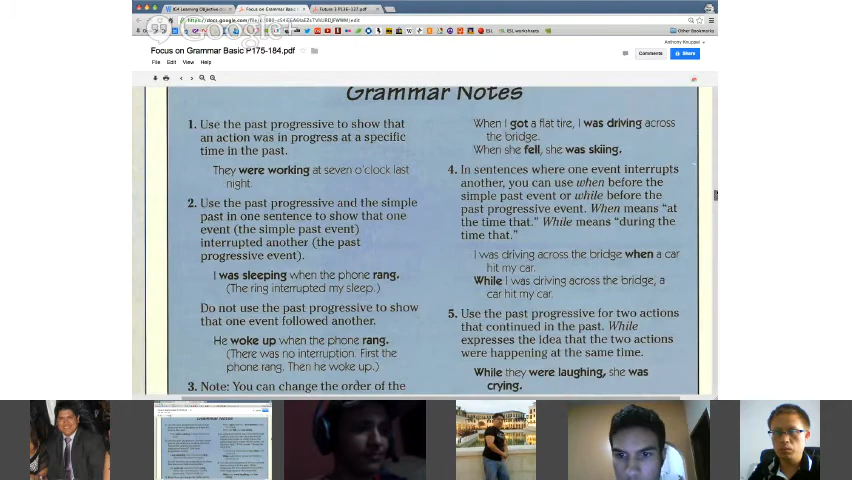 Focus on Grammar Basic P175-184.pdf
File Edit View Help
Comments
Share
Other Bookmarks
Grammar Notes
1. Use the past progressive to show that
an action was in progress at a specific
time in the past.
They were working at seven o'clock last
night.
2. Use the past progressive and the simple
past in one sentence to show that one
event (the simple past event)
interrupted another (the past
progressive event).
I was sleeping when the phone rang.
(The ring interrupted my sleep.)
Do not use the past progressive to show
that one event followed another.
He woke up when the phone rang.
(There was no interruption. First the
phone rang. Then he woke up.)
3. Note: You can change the order of the
When I got a flat tire, I was driving across
the bridge.
When she fell, she was skiing.
4. In sentences where one event interrupts
another, you can use when before the
simple past event or while before the
past progressive event. When means "at
the time that." While means "during the
time that."
I was driving across the bridge when a car
hit my car.
While I was driving across the bridge, a
car hit my car.
5. Use the past progressive for two actions
that continued in the past. While
expresses the idea that the two actions
were happening at the same time.
While they were laughing, she was
crying.